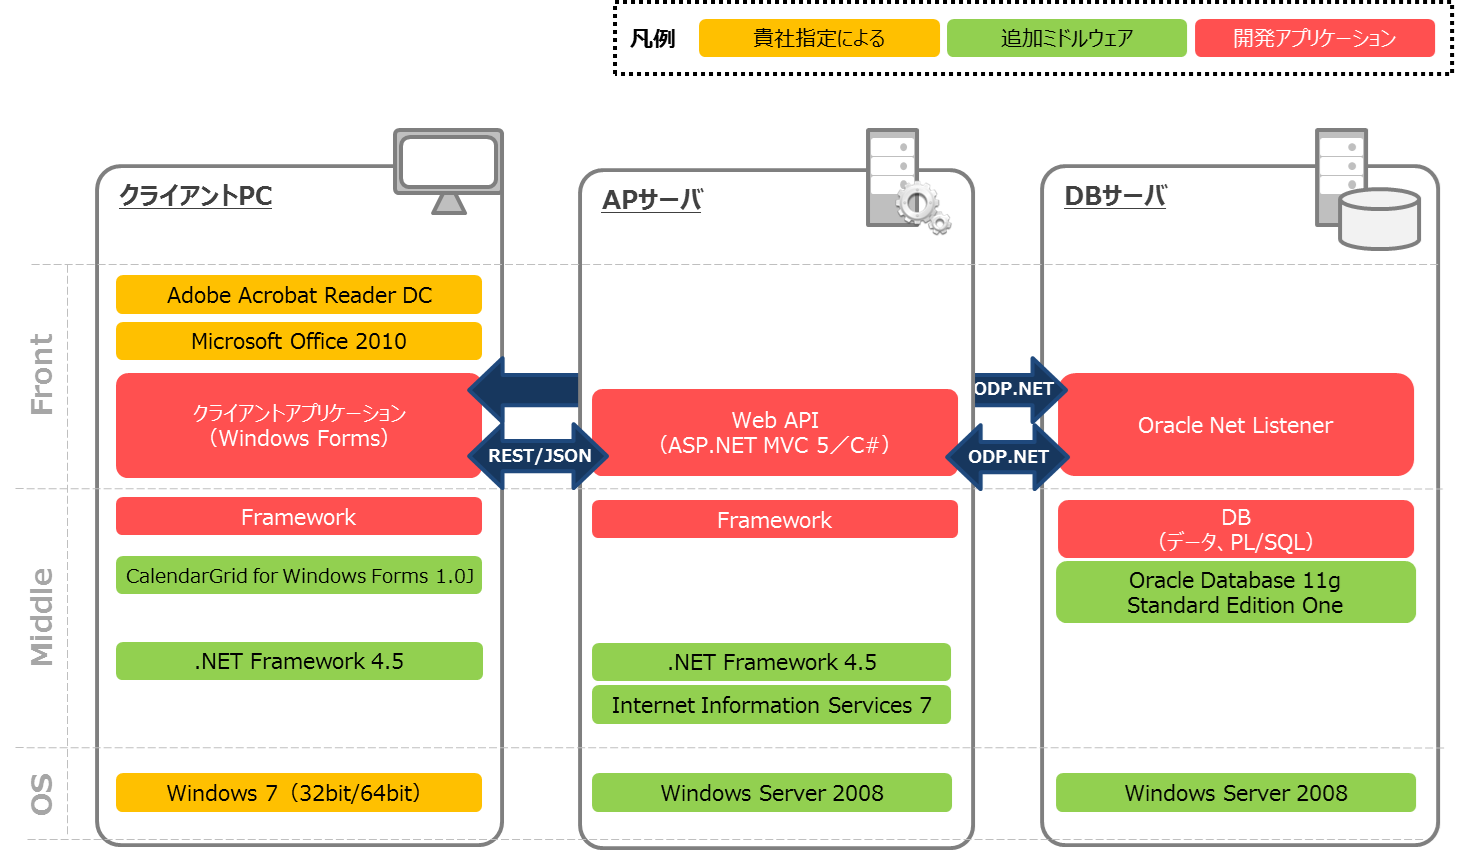 凡例
貴社指定による
追加ミドルウェア
開発アプリケーション
クライアントPC
APサーバ
DBサーバ
Front
Adobe Acrobat Reader DC
Microsoft Office 2010
クライアントアプリケーション
（Windows Forms）
REST/JSON
Web API
（ASP.NET MVC 5／C#）
ODP.NET
ODP.NET
Oracle Net Listener
Middle
Framework
CalendarGrid for Windows Forms 1.0J
.NET Framework 4.5
Framework
.NET Framework 4.5
Internet Information Services 7
DB
（データ、PL/SQL）
Oracle Database 11g
Standard Edition One
OS
Windows 7（32bit/64bit）
Windows Server 2008
Windows Server 2008